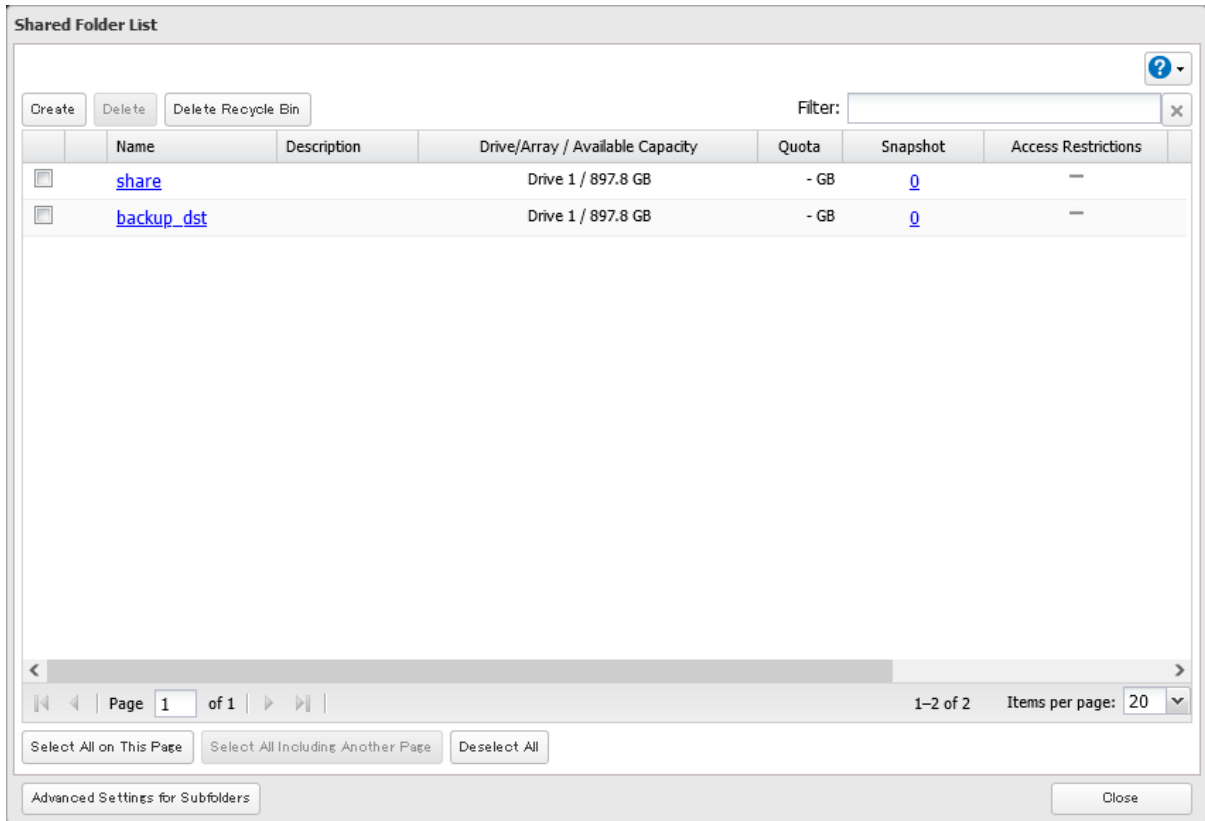 Shared Folder List
Create Delete Delete Recycle Bin Filter:
Name Description Drive/Array / Available Capacity Quota Snapshot Access Restrictions
share Drive 1 / 897.8 GB - GB 0 —
backup_dst Drive 1 / 897.8 GB - GB 0 —
Page 1 of 1 1–2 of 2 Items per page: 20
Select All on This Page Select All Including Another Page Deselect All
Advanced Settings for Subfolders Close